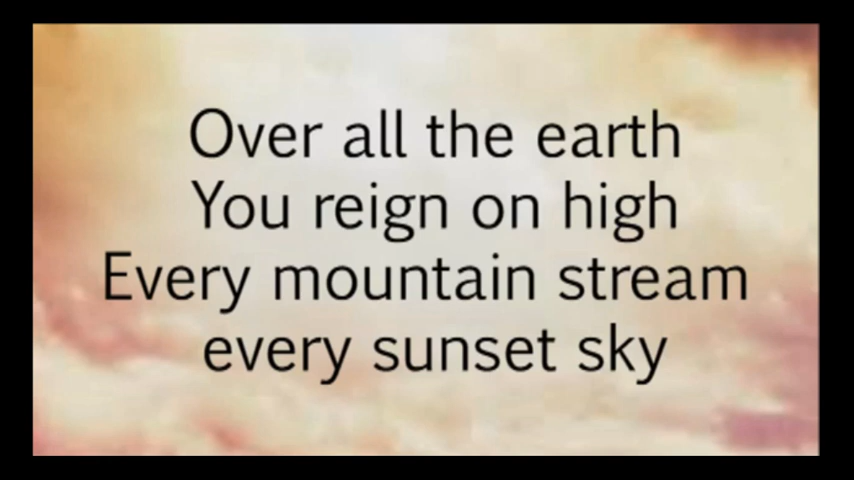 Over all the earth
You reign on high
Every mountain stream
every sunset sky